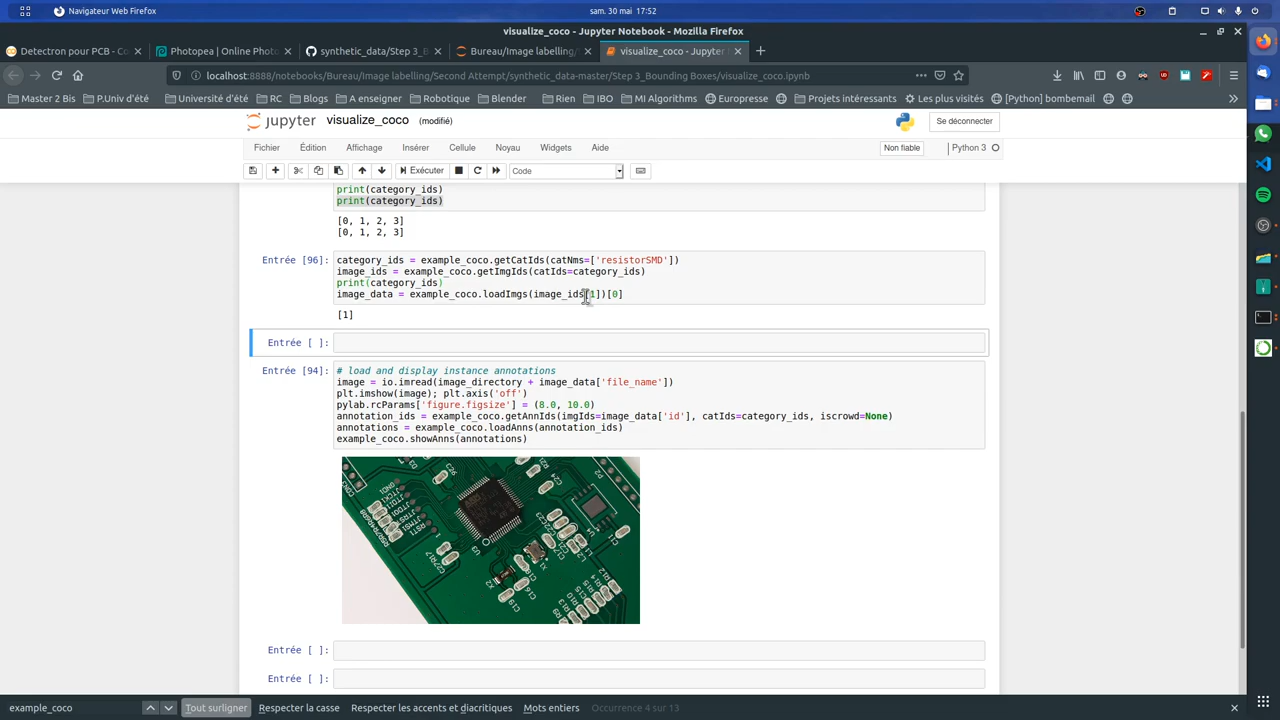 Navigateur Web Firefox
sam. 30 mai 17:52
visualize_coco - Jupyter Notebook - Mozilla Firefox
Detectron pour PCB - Co
Photopea | Online Photo
synthetic_data/Step 3_B
Bureau/Image labelling/
visualize_coco - Jupyter
localhost:8888/notebooks/Bureau/Image labelling/Second Attempt/synthetic_data-master/Step 3_Bounding Boxes/visualize_coco.ipynb
Master 2 Bis
P.Univ d'été
Université d'été
RC
Blogs
A enseigner
Robotique
Blender
Rien
IBO
MI Algorithms
Europresse
Projets intéressants
Les plus visités
[Python] bombemail
jupyter visualize_coco (modifié)
Se déconnecter
Fichier Édition Affichage Insérer Cellule Noyau Widgets Aide
Non fiable
Python 3
Exécuter
Code
print(category_ids)
print(category_ids)
[0, 1, 2, 3]
[0, 1, 2, 3]
Entrée [96]:
category_ids = example_coco.getCatIds(catNms=['resistorSMD'])
image_ids = example_coco.getImgIds(catIds=category_ids)
print(category_ids)
image_data = example_coco.loadImgs(image_ids[1])[0]
[1]
Entrée [ ]:
Entrée [94]:
# load and display instance annotations
image = io.imread(image_directory + image_data['file_name'])
plt.imshow(image); plt.axis('off')
pylab.rcParams['figure.figsize'] = (8.0, 10.0)
annotation_ids = example_coco.getAnnIds(imgIds=image_data['id'], catIds=category_ids, iscrowd=None)
annotations = example_coco.loadAnns(annotation_ids)
example_coco.showAnns(annotations)
U3
X2
C19
Entrée [ ]:
Entrée [ ]:
example_coco
Tout surligner
Respecter la casse
Respecter les accents et diacritiques
Mots entiers
Occurrence 4 sur 13